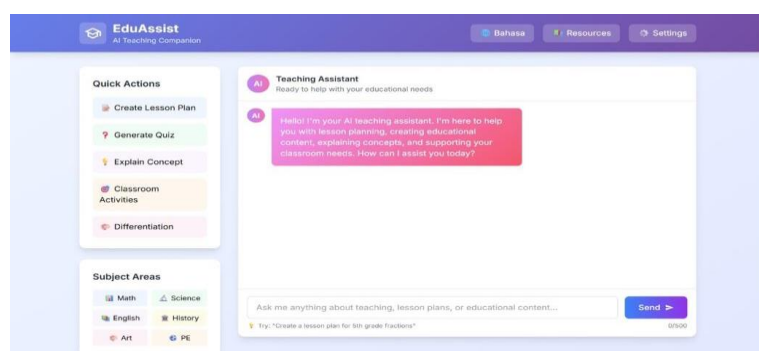 EduAssist
AI Teaching Companion
Bahasa
Resources
Settings
Quick Actions
Create Lesson Plan
Generate Quiz
Explain Concept
Classroom
Activities
Differentiation
Subject Areas
Math
Science
English
History
Art
PE
AI
Teaching Assistant
Ready to help with your educational needs
AI
Hello! I'm your AI teaching assistant. I'm here to help
you with lesson planning, creating educational
content, explaining concepts, and supporting your
classroom needs. How can I assist you today?
Ask me anything about teaching, lesson plans, or educational content...
Send
Try: "Create a lesson plan for 5th grade fractions"
0/500